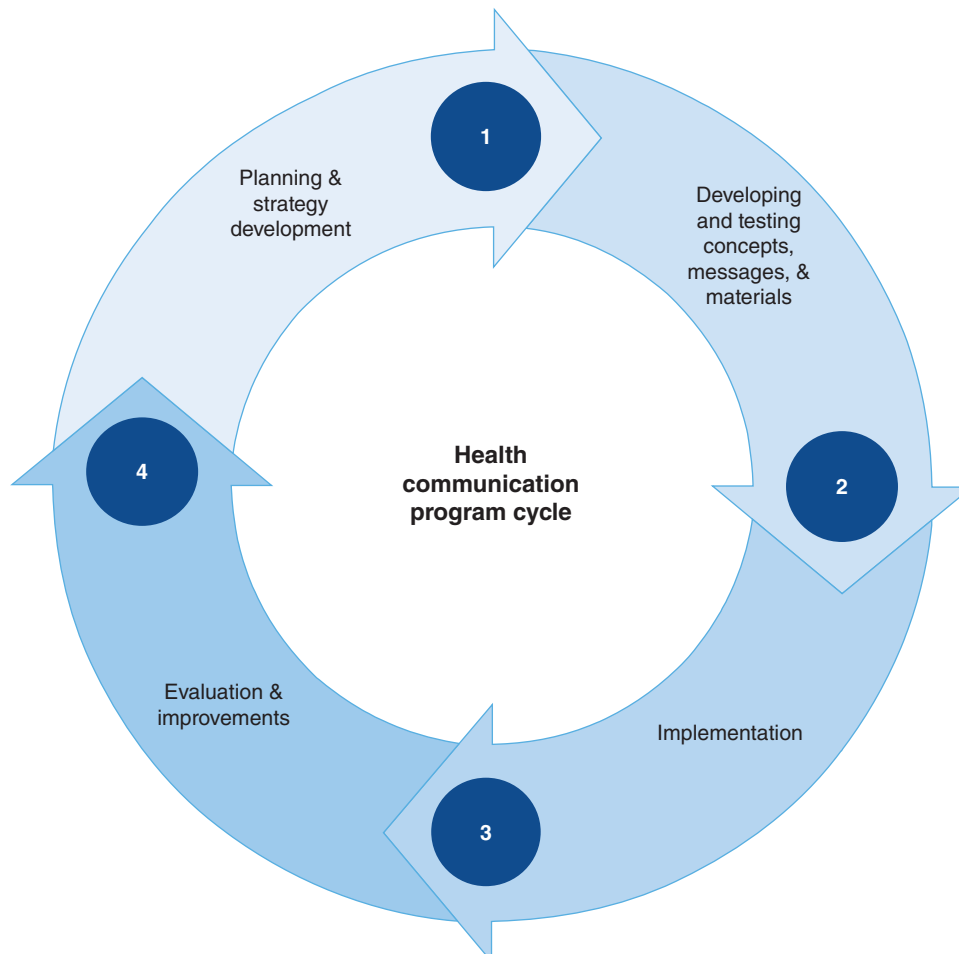 1
Planning &
strategy
development
Developing
and testing
concepts,
messages, &
materials
Health
communication
program cycle
4
2
Evaluation &
improvements
Implementation
3